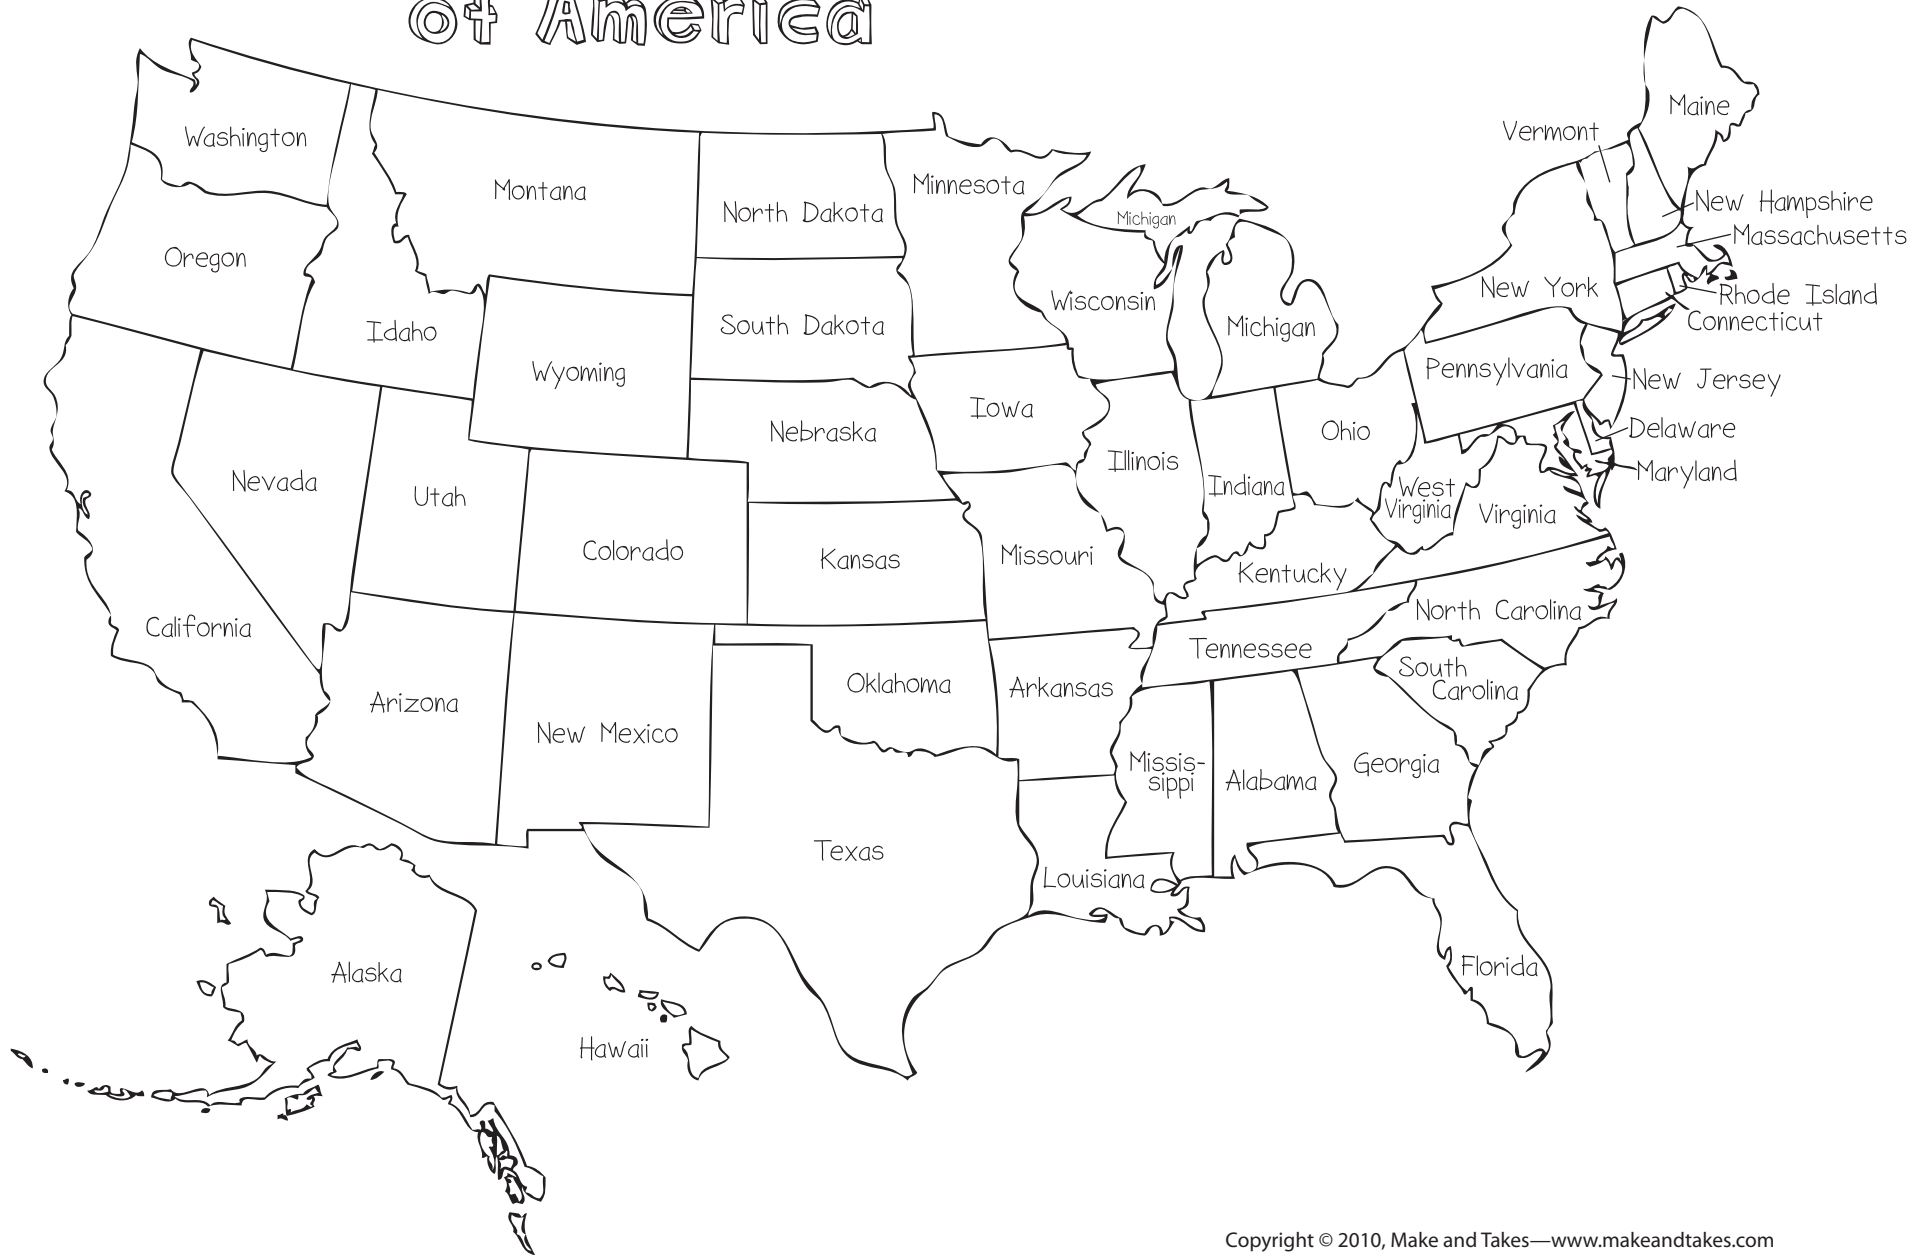 of America
Washington
Oregon
California
Nevada
Idaho
Montana
Wyoming
Utah
Colorado
Arizona
New Mexico
North Dakota
South Dakota
Nebraska
Kansas
Oklahoma
Texas
Minnesota
Iowa
Missouri
Arkansas
Louisiana
Wisconsin
Michigan
Michigan
Illinois
Indiana
Ohio
Kentucky
Tennessee
Missis-
sippi
Alabama
Georgia
Florida
South
Carolina
North Carolina
Virginia
West
Virginia
Pennsylvania
New York
Vermont
Maine
New Hampshire
Massachusetts
Rhode Island
Connecticut
New Jersey
Delaware
Maryland
Alaska
Hawaii
Copyright © 2010, Make and Takes—www.makeandtakes.com